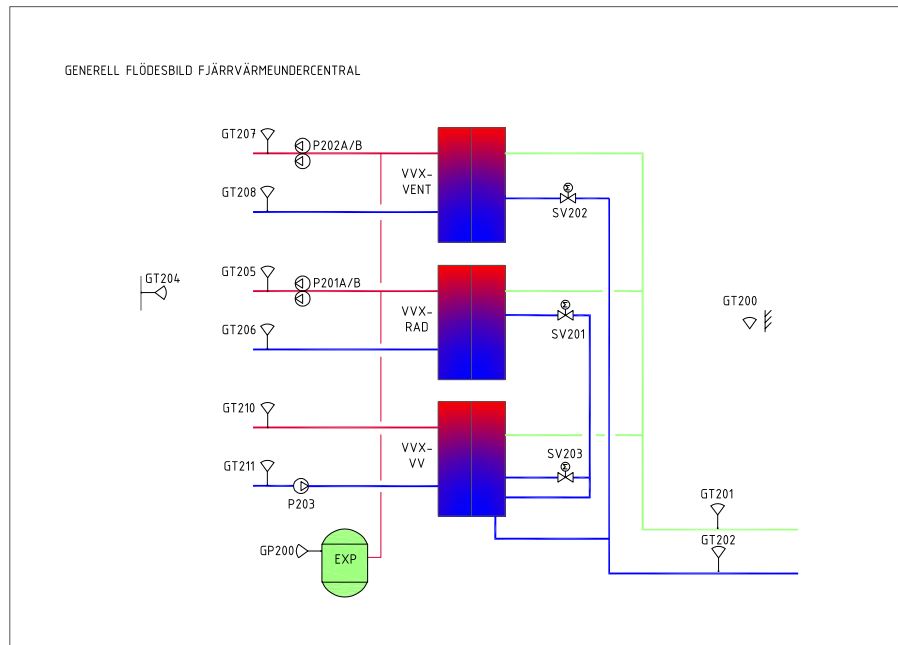 GENERELL FLÖDESBILD FJÄRRVÄRMEUNDERCENTRAL
GT207
P202A/B
VVX-
VENT
GT208
SV202
GT204
GT205
P201A/B
VVX-
RAD
GT206
SV201
GT200
GT210
VVX-
VV
GT211
P203
SV203
GT201
GT202
GP200
EXP
M
M
M